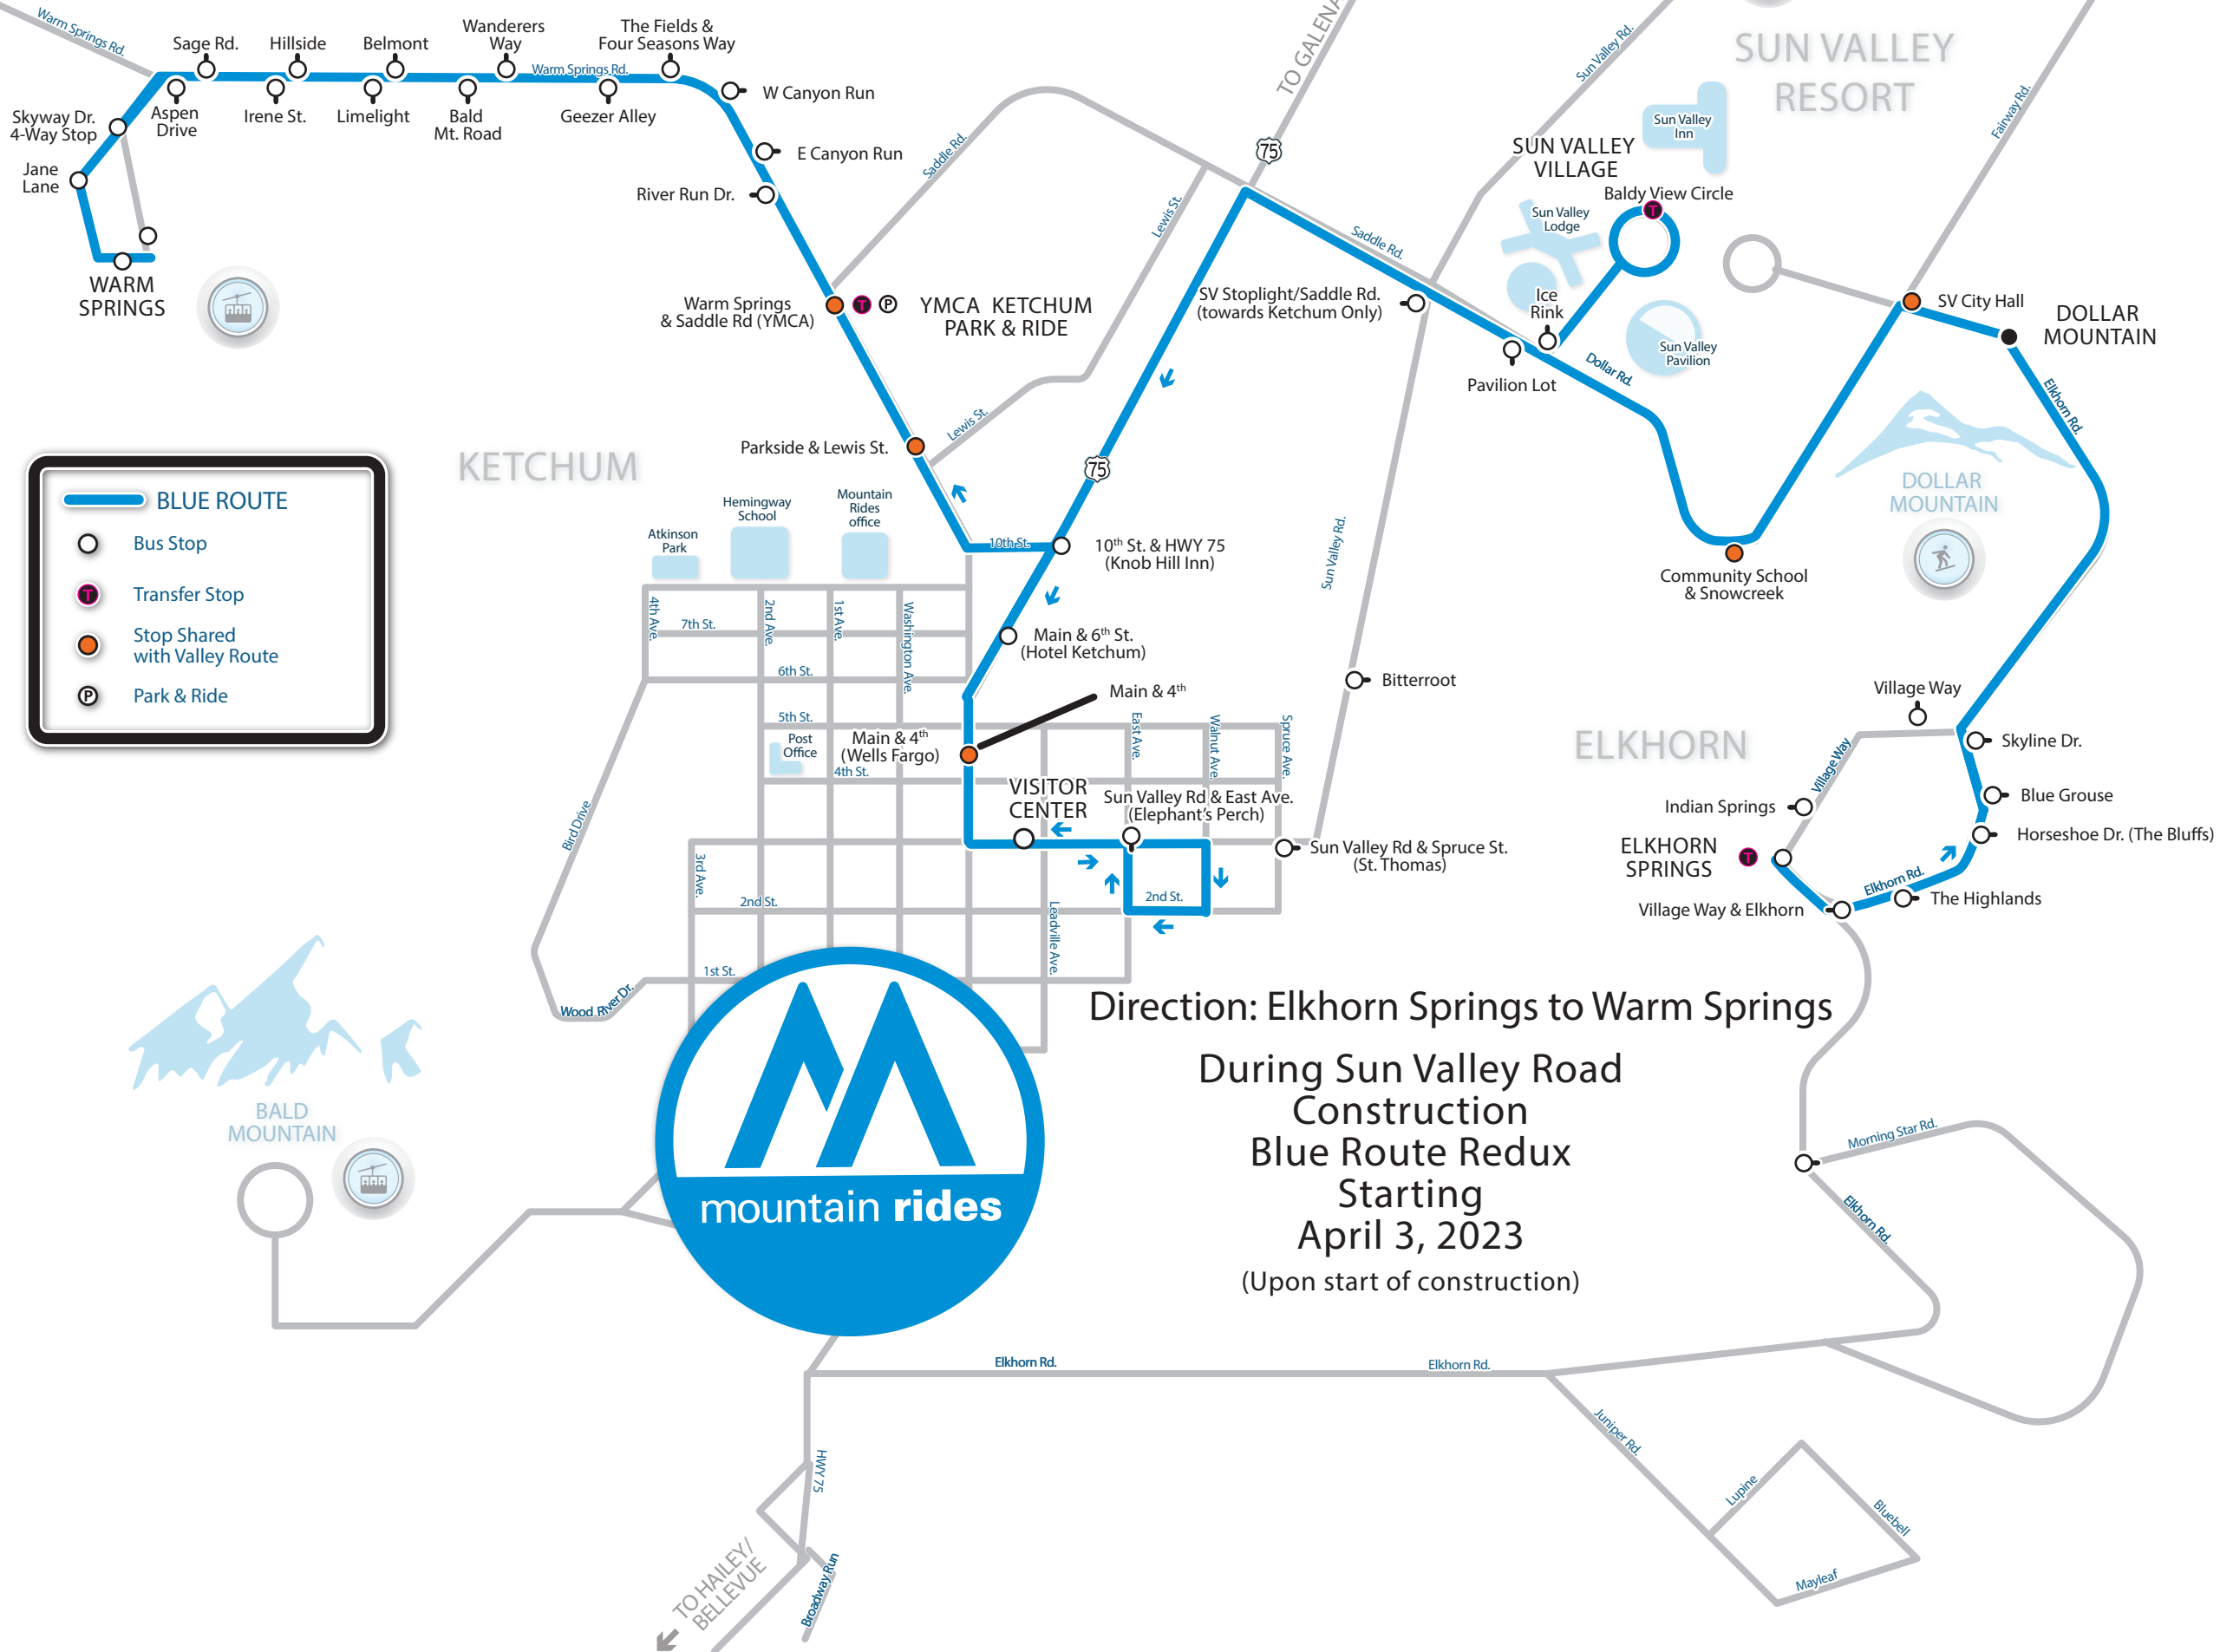 Warm Springs Rd.
Sage Rd.
Hillside
Belmont
Wanderers
Way
The Fields &
Four Seasons Way
Warm Springs Rd.
Aspen
Drive
Irene St.
Limelight
Bald
Mt. Road
Geezer Alley
W Canyon Run
E Canyon Run
River Run Dr.
Skyway Dr.
4-Way Stop
Jane
Lane
WARM
SPRINGS
Saddle Rd.
Lewis St.
TO GALENA
75
Sun Valley Rd.
SUN VALLEY
RESORT
Fairway Rd.
Sun Valley
Inn
SUN VALLEY
VILLAGE
Baldy View Circle
T
Sun Valley
Lodge
Saddle Rd.
Ice
Rink
Sun Valley
Pavilion
SV Stoplight/Saddle Rd.
(towards Ketchum Only)
Pavilion Lot
Dollar Rd.
SV City Hall
DOLLAR
MOUNTAIN
Elkhorn Rd.
DOLLAR
MOUNTAIN
Warm Springs
& Saddle Rd (YMCA)
T
P
YMCA KETCHUM
PARK & RIDE
Parkside & Lewis St.
Lewis St.
75
KETCHUM
BLUE ROUTE
Bus Stop
T
Transfer Stop
Stop Shared
with Valley Route
P
Park & Ride
Atkinson
Park
Hemingway
School
Mountain
Rides
office
10th St.
10th St. & HWY 75
(Knob Hill Inn)
Sun Valley Rd.
Community School
& Snowcreek
4th Ave.
2nd Ave.
1st Ave.
Washington Ave.
7th St.
6th St.
Main & 6th St.
(Hotel Ketchum)
Main & 4th
Bitterroot
5th St.
Post
Office
Main & 4th
(Wells Fargo)
4th St.
East Ave.
Walnut Ave.
Spruce Ave.
VISITOR
CENTER
Sun Valley Rd & East Ave.
(Elephant's Perch)
Sun Valley Rd & Spruce St.
(St. Thomas)
Bird Drive
3rd Ave.
2nd St.
2nd St.
Leadville Ave.
1st St.
Wood River Dr.
ELKHORN
Village Way
Village Way
Skyline Dr.
Indian Springs
Blue Grouse
Horseshoe Dr. (The Bluffs)
ELKHORN
SPRINGS
T
Elkhorn Rd.
The Highlands
Village Way & Elkhorn
BALD
MOUNTAIN
mountain rides
Direction: Elkhorn Springs to Warm Springs
During Sun Valley Road
Construction
Blue Route Redux
Starting
April 3, 2023
(Upon start of construction)
Morning Star Rd.
Elkhorn Rd.
Elkhorn Rd.
Elkhorn Rd.
Juniper Rd.
Lupine
Bluebell
Mayleaf
HWY 75
Broadway Run
TO HAILEY/
BELLEVUE